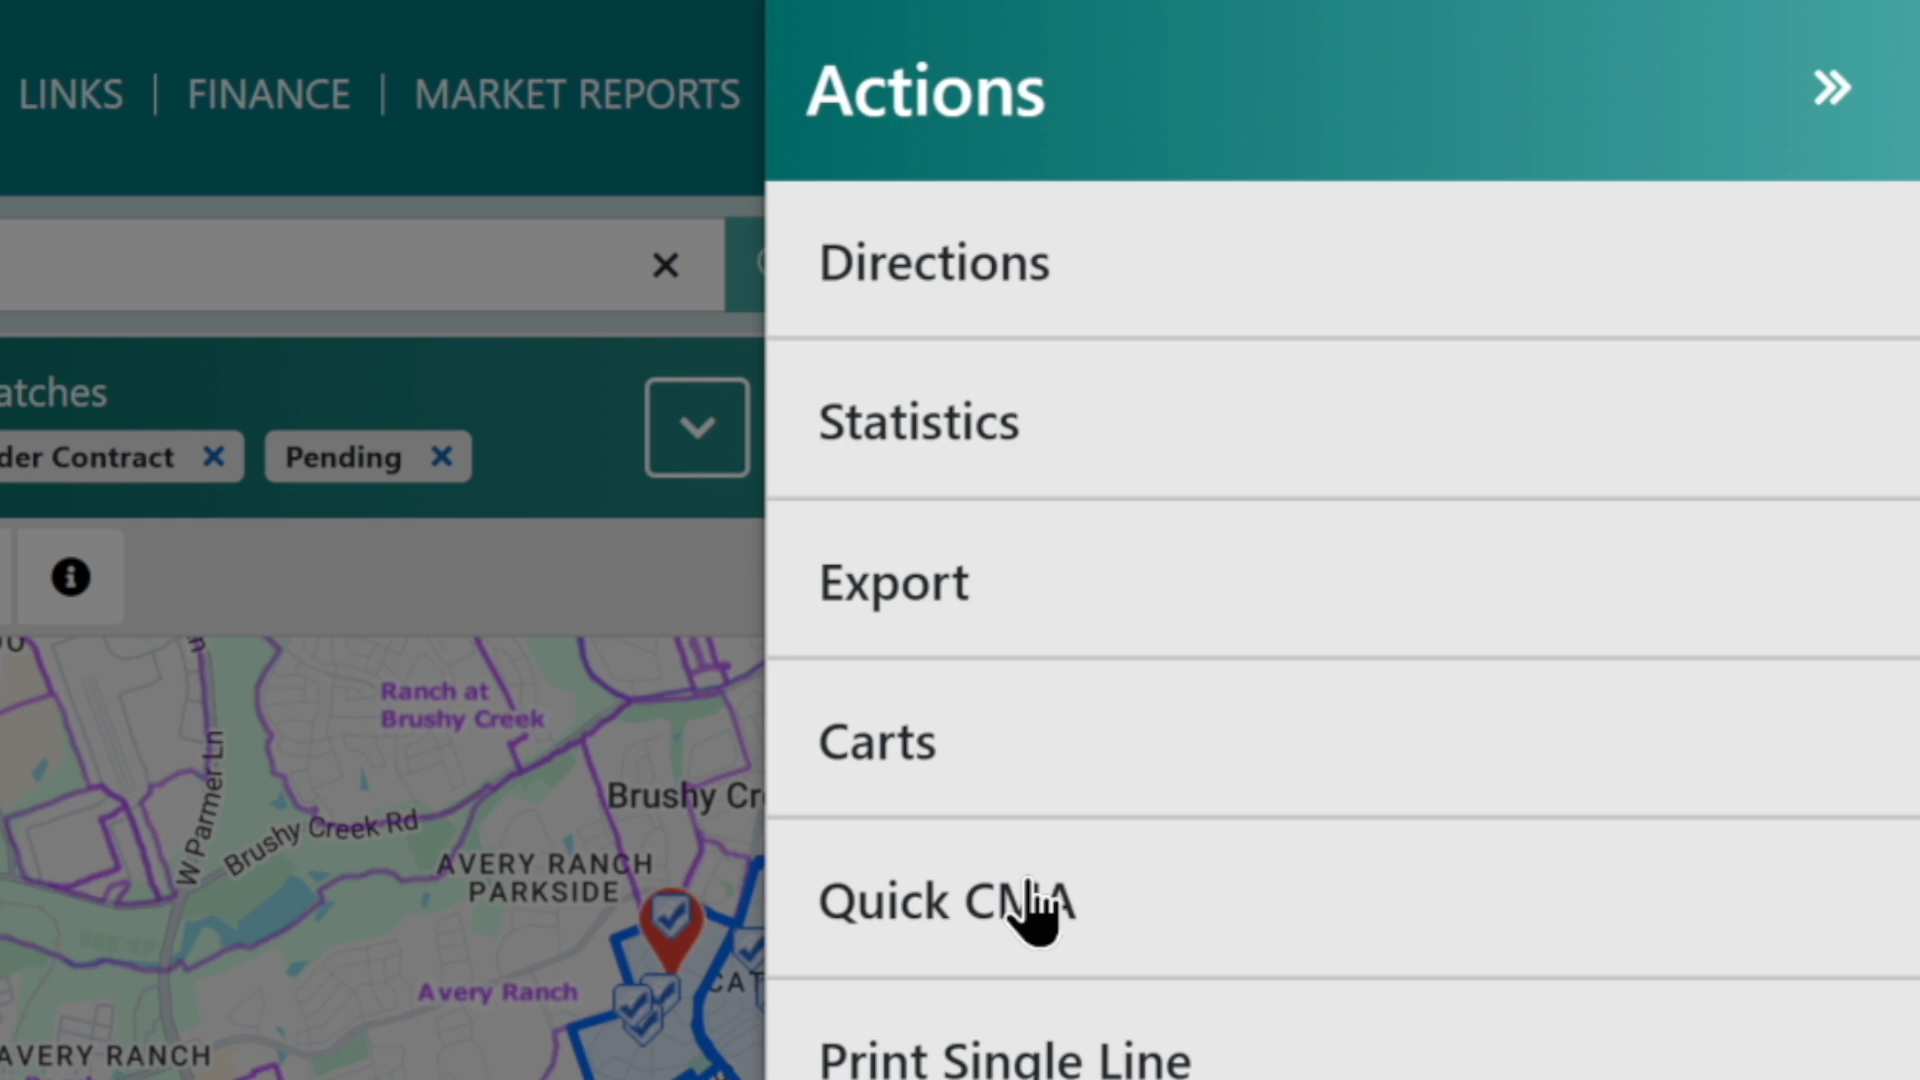 LINKS | FINANCE | MARKET REPORTS
Actions
Directions
Statistics
Export
Carts
Quick CMA
Print Single Line
atches
der Contract
Pending
Ranch at
Brushy Creek
W Parmer Ln
Brushy Creek Rd
Brushy Cr
AVERY RANCH
PARKSIDE
Avery Ranch
CAT
AVERY RANCH